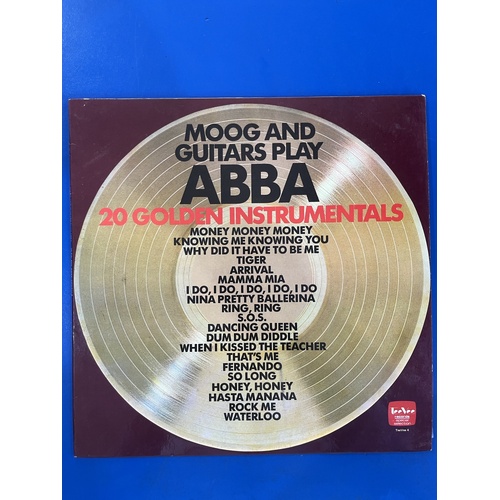 MOOG AND
GUITARS PLAY
ABBA
20 GOLDEN INSTRUMENTALS
MONEY MONEY MONEY
KNOWING ME KNOWING YOU
WHY DID IT HAVE TO BE ME
TIGER
ARRIVAL
MAMMA MIA
I DO, I DO, I DO, I DO, I DO
NINA PRETTY BALLERINA
RING, RING
S.O.S.
DANCING QUEEN
DUM DUM DIDDLE
WHEN I KISSED THE TEACHER
THAT'S ME
FERNANDO
SO LONG
HONEY, HONEY
HASTA MANANA
ROCK ME
WATERLOO